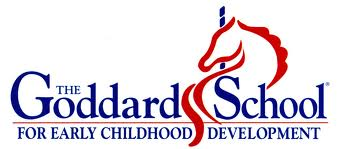 THE
GODDARD SCHOOL®
FOR EARLY CHILDHOOD DEVELOPMENT